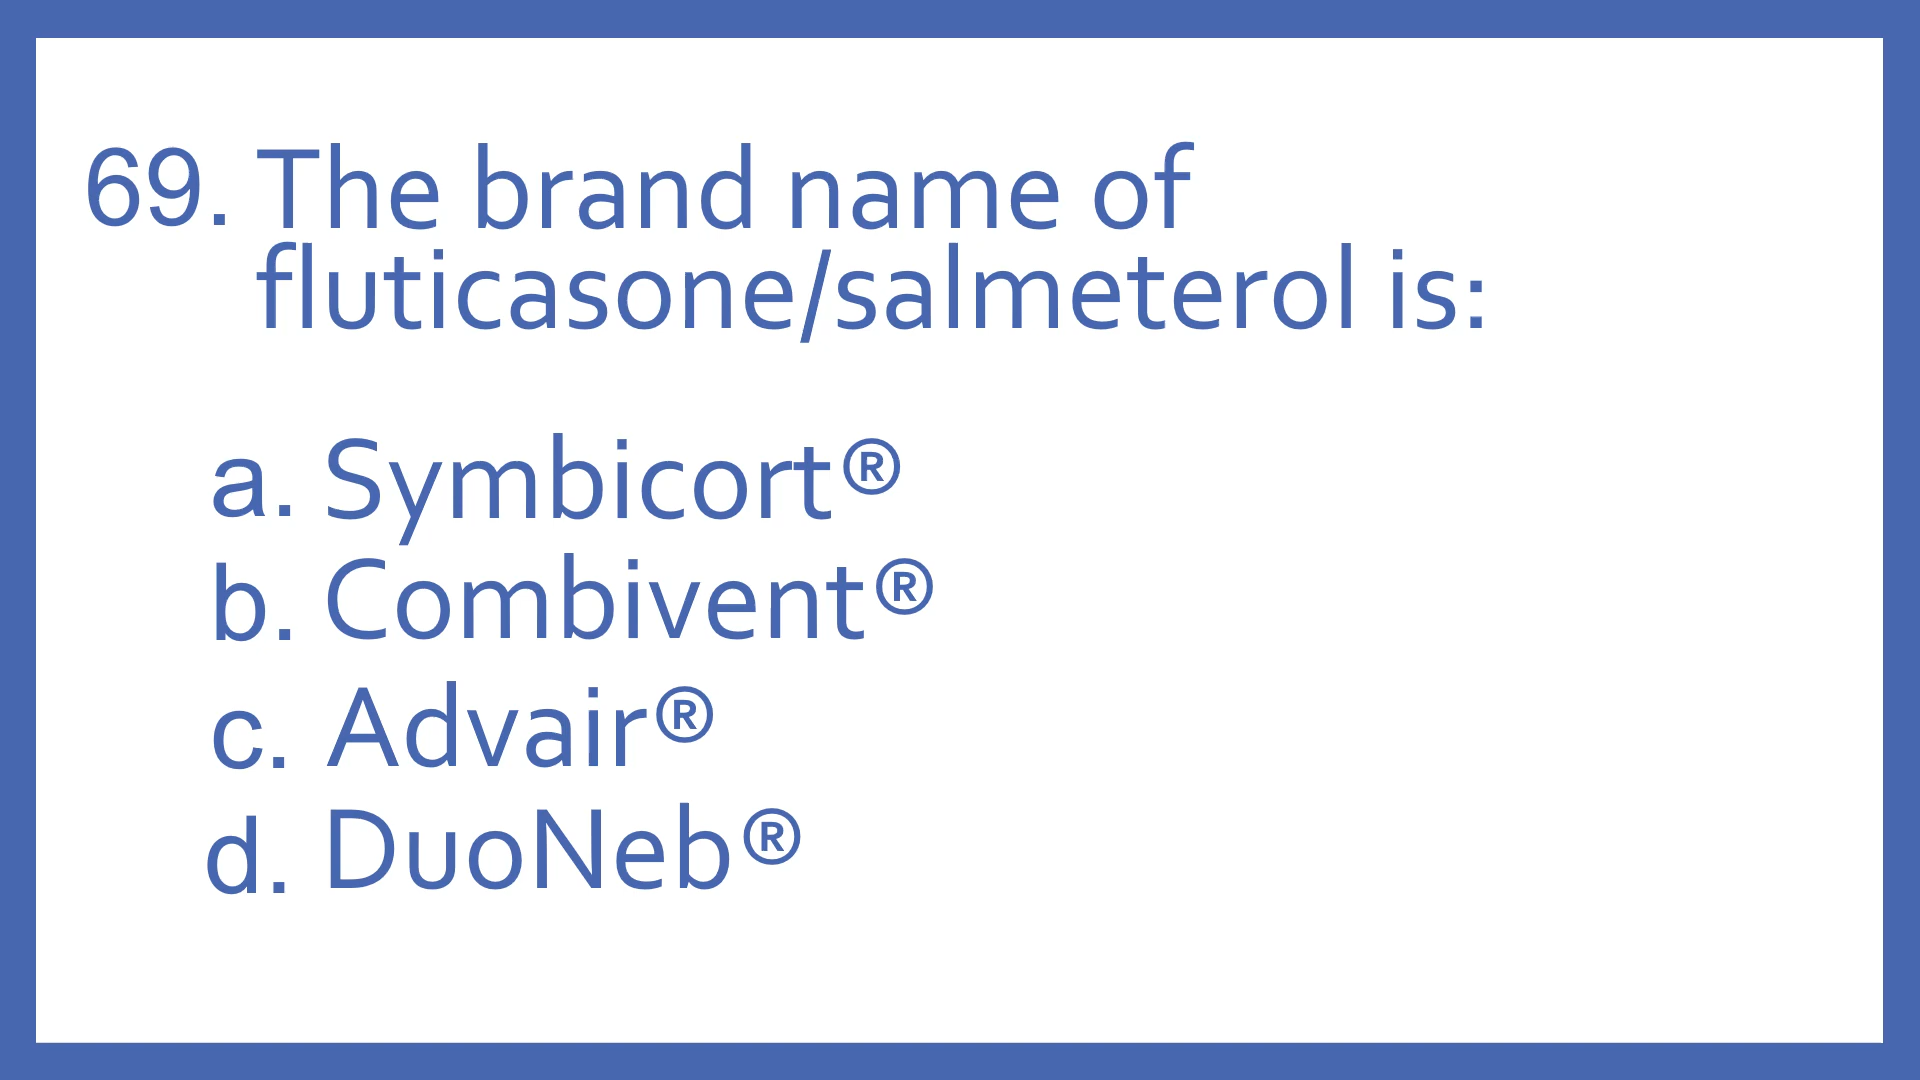 69. The brand name of
fluticasone/salmeterol is:
a. Symbicort®
b. Combivent®
c. Advair®
d. DuoNeb®